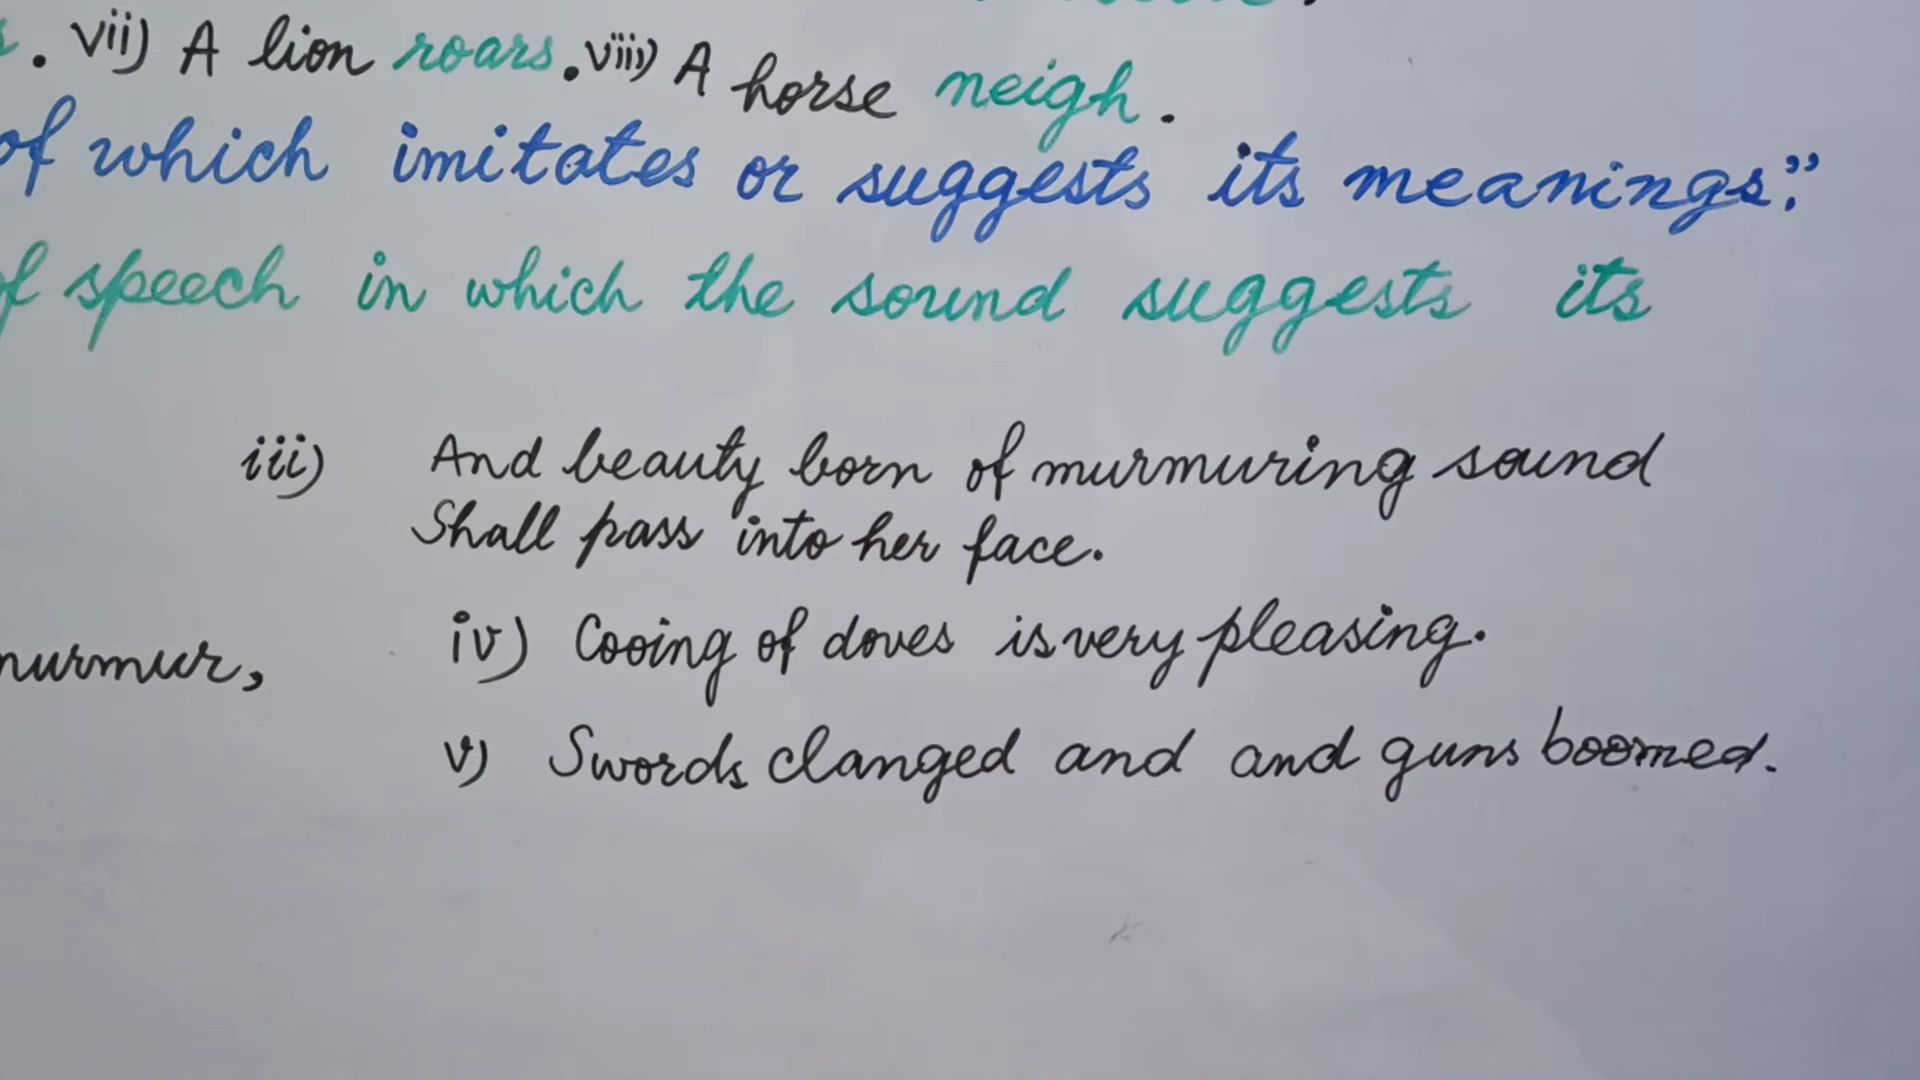 . vii) A lion roars. viii) A horse neigh.
of which imitates or suggests its meanings."
of speech in which the sound suggests its
iii) And beauty born of murmuring sound
Shall pass into her face.
iv) Cooing of doves is very pleasing.
murmur,
v) Swords clanged and and guns boomed.